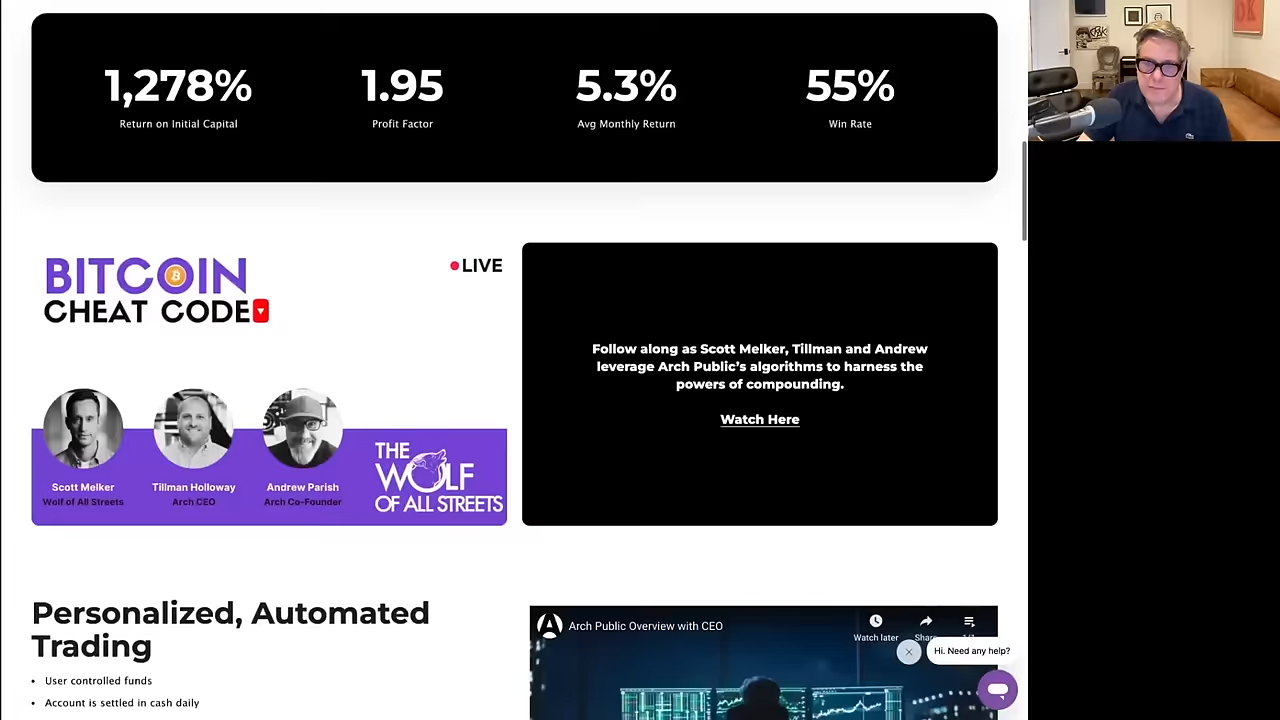 1,278%
Return on Initial Capital
1.95
Profit Factor
5.3%
Avg Monthly Return
55%
Win Rate
BITCOIN
CHEAT CODE
LIVE
Scott Melker
Wolf of All Streets
Tillman Holloway
Arch CEO
Andrew Parish
Arch Co-Founder
THE
WOLF
OF ALL STREETS
Follow along as Scott Melker, Tillman and Andrew
leverage Arch Public's algorithms to harness the
powers of compounding.
Watch Here
Personalized, Automated
Trading
• User controlled funds
• Account is settled in cash daily
Arch Public Overview with CEO
Watch later
Share
Hi. Need any help?